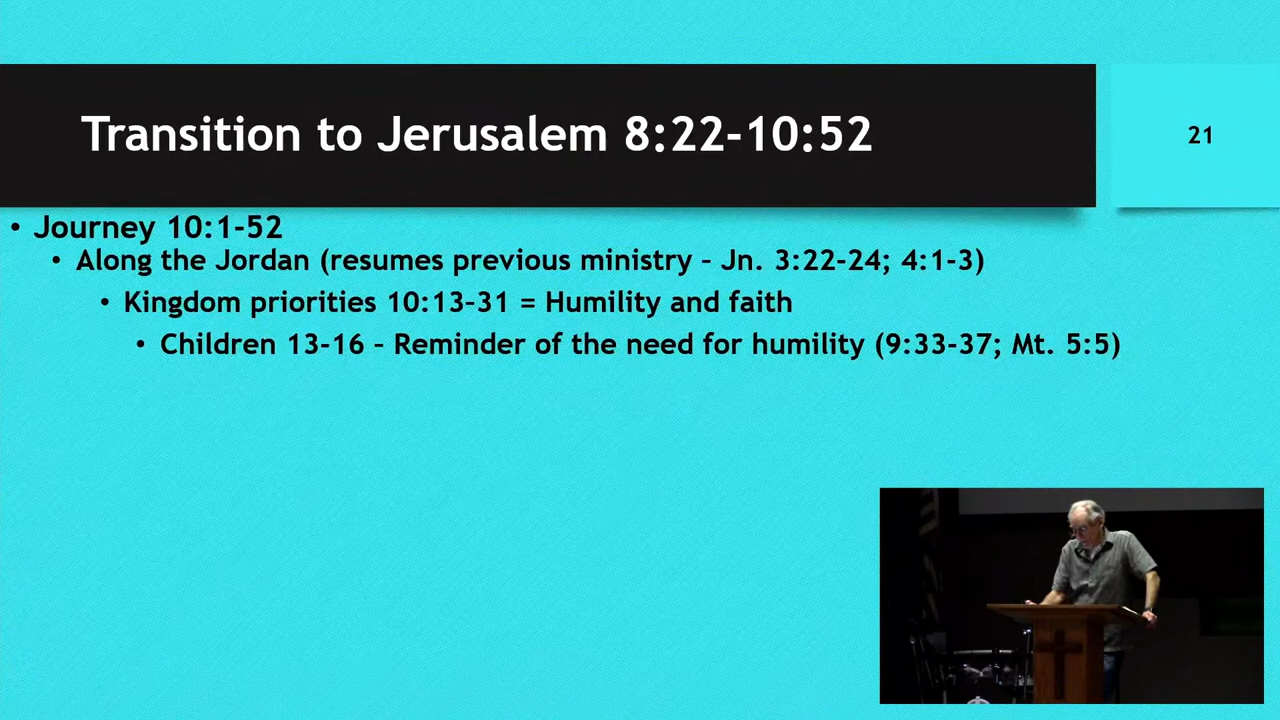 Transition to Jerusalem 8:22-10:52
21
• Journey 10:1-52
• Along the Jordan (resumes previous ministry – Jn. 3:22-24; 4:1-3)
• Kingdom priorities 10:13–31 = Humility and faith
• Children 13-16 – Reminder of the need for humility (9:33-37; Mt. 5:5)